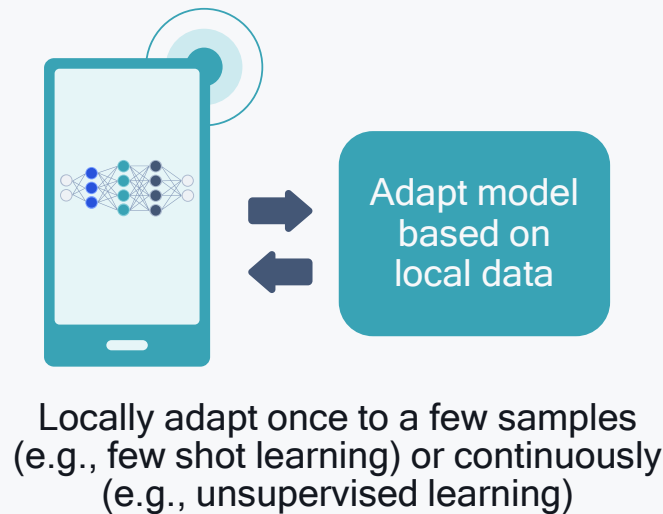 Adapt model
based on
local data
Locally adapt once to a few samples
(e.g., few shot learning) or continuously
(e.g., unsupervised learning)